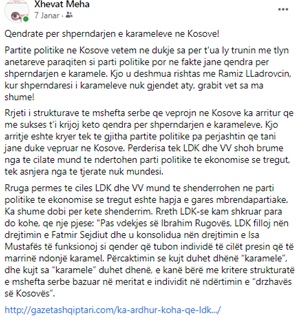 Xhevat Meha
7 Janar ·
Qendrate per shperndarjen e karameleve ne Kosove!
Partite politike ne Kosove vetem ne dukje sa per t'ua ly trunin me tlyn
anetareve paraqiten si parti politike por ne fakte jane qendra per
shperndarjen e karamele. Kjo u deshmua rishtas me Ramiz LLadrovcin,
kur shperndaresi i karameleve nuk gjendet aty. grabit vet sa ma
shume!
Rrjeti i strukturave te mshefta serbe qe veprojn ne Kosove ka arritur qe
me sukses t'i krijoj keto qendra per shperndarjen e karameleve. Kjo
arritje eshte kryer tek te gjitha partite politike pa perjashtin qe tani
jane duke vepruar ne Kosove. Perderisa tek LDK dhe VV shoh brume
nga te cilate mund te ndertohen parti politike te ekonomise se tregut,
tek asnjera nga te tjerate nuk mundesi.
Rruga permes te ciles LDK dhe VV mund te shenderrohen ne parti
politike te ekonomise se tregut eshte hapja e gares mbrendapartiake.
Ka shume dobi per kete shenderrim. Rreth LDK-se kam shkruar para
do kohe, qe nje pjese: "Pas vdekjes së Ibrahim Rugovës, LDK filloj nën
drejtimin e Fatmir Sejdiut dhe u konsolidua nën drejtimin e Isa
Mustafës të funksionoj si qender që tubon individë të cilët presin që të
marrinë ndonjë karamel. Përcaktimin se kujt duhet dhënë "karamele",
dhe kujt sa "karamele" duhet dhenë, e kanë bërë me kritere strukturatë
e mshefta serbe bazuar në meritat e individit në ndërtimin e "drzhavës
së Kosovës".
http://gazetashqiptari.com/ka-ardhur-koha-qe-ldk.../